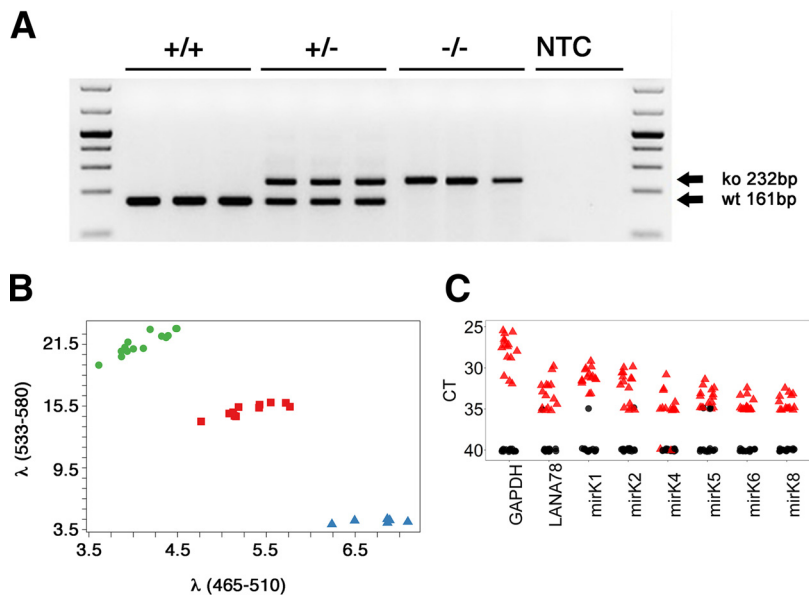 A
+/+ +/- -/- NTC
ko 232bp
wt 161bp
B
λ (533-580)
21.5
15.5
9.5
3.5
3.5 4.5 5.5 6.5
λ (465-510)
C
CT
25
30
35
40
GAPDH
LANA78
mirK1
mirK2
mirK4
mirK5
mirK6
mirK8